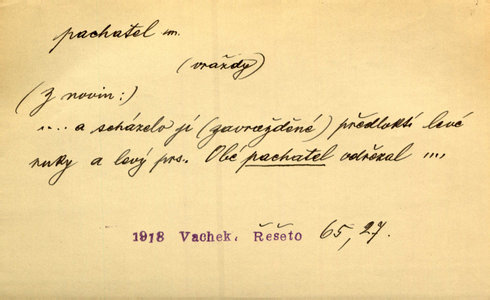 pachatel m.
(vraždy)
(Z novin:)
.... a scházelo jí (zavražděné) předloktí levé
ruky a levý prs. Obé pachatel odřezal ....
1918 Vachek, Řešeto 65, 27.